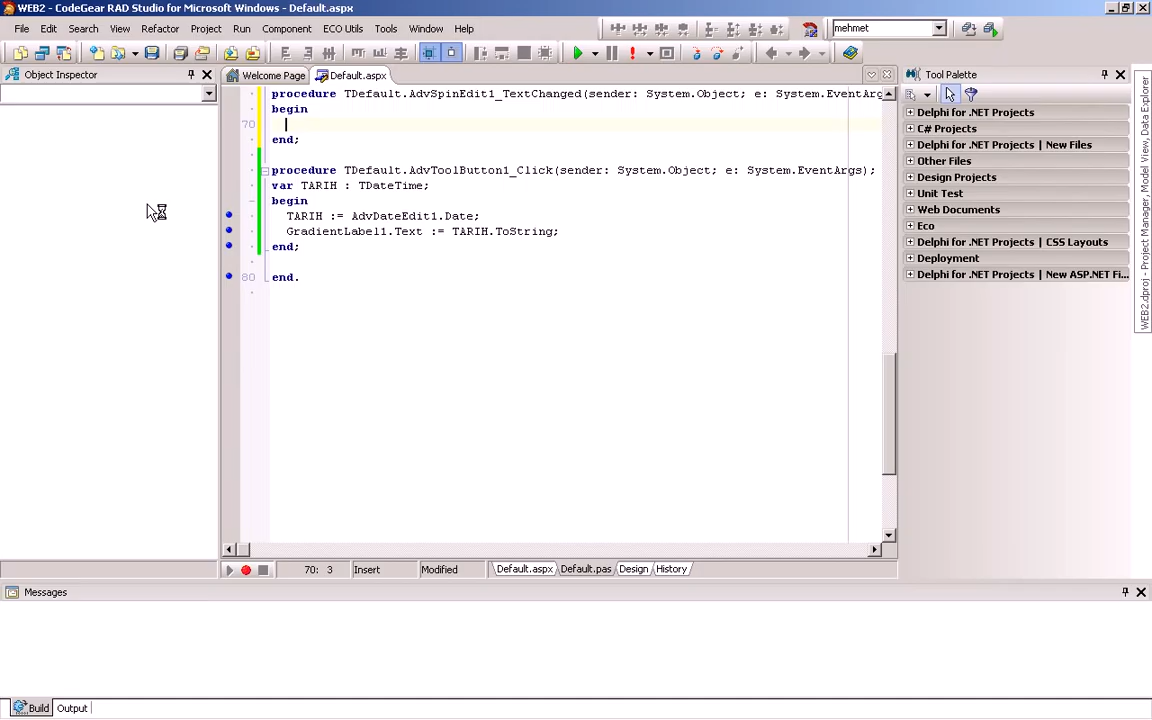 WEB2 - CodeGear RAD Studio for Microsoft Windows - Default.aspx
File Edit Search View Refactor Project Run Component ECO Utils Tools Window Help
mehmet
Object Inspector
Welcome Page Default.aspx
procedure TDefault.AdvSpinEdit1_TextChanged(sender: System.Object; e: System.EventArg
begin
70
end;
procedure TDefault.AdvToolButton1_Click(sender: System.Object; e: System.EventArgs);
var TARIH : TDateTime;
begin
TARIH := AdvDateEdit1.Date;
GradientLabel1.Text := TARIH.ToString;
end;
80 end.
70: 3 Insert Modified Default.aspx Default.pas Design History
Tool Palette
Delphi for .NET Projects
C# Projects
Delphi for .NET Projects | New Files
Other Files
Design Projects
Unit Test
Web Documents
Eco
Delphi for .NET Projects | CSS Layouts
Deployment
Delphi for .NET Projects | New ASP.NET Fi...
WEB2.dproj - Project Manager, Model View, Data Explorer
Messages
Build Output